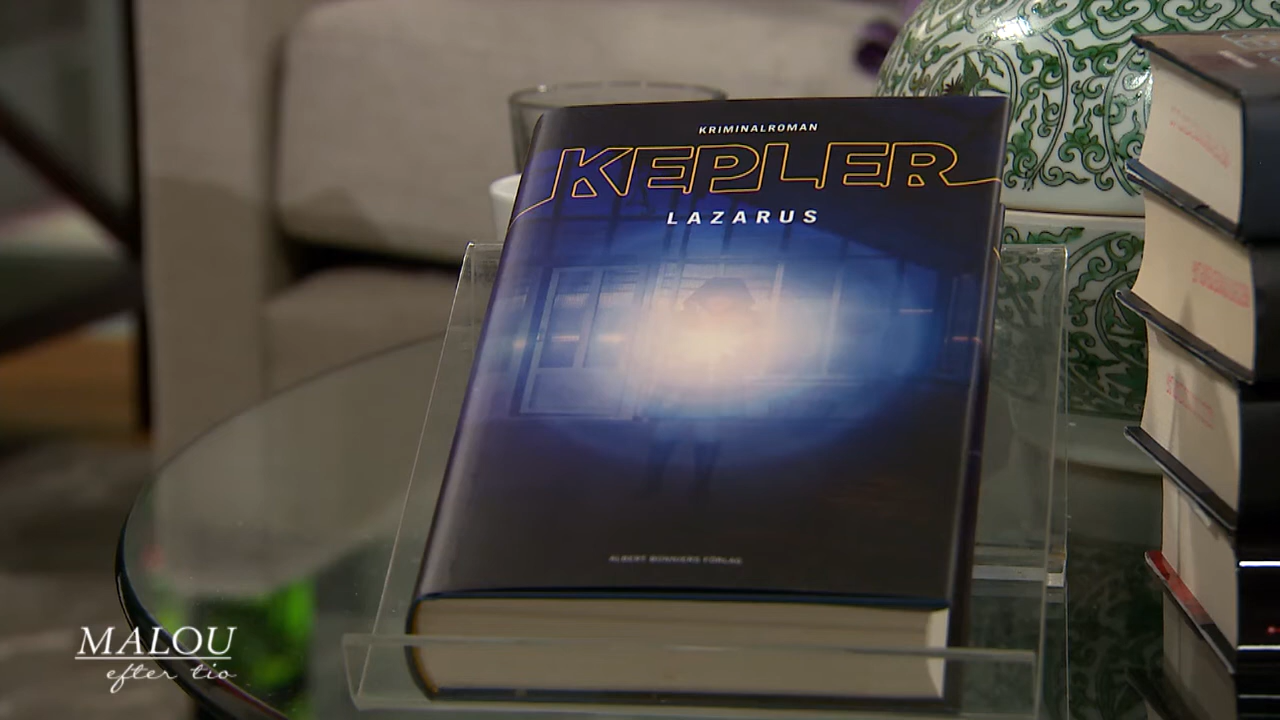 KRIMINALROMAN
KEPLER
LAZARUS
ALBERT BONNIERS FÖRLAG
MALOU
efter tio